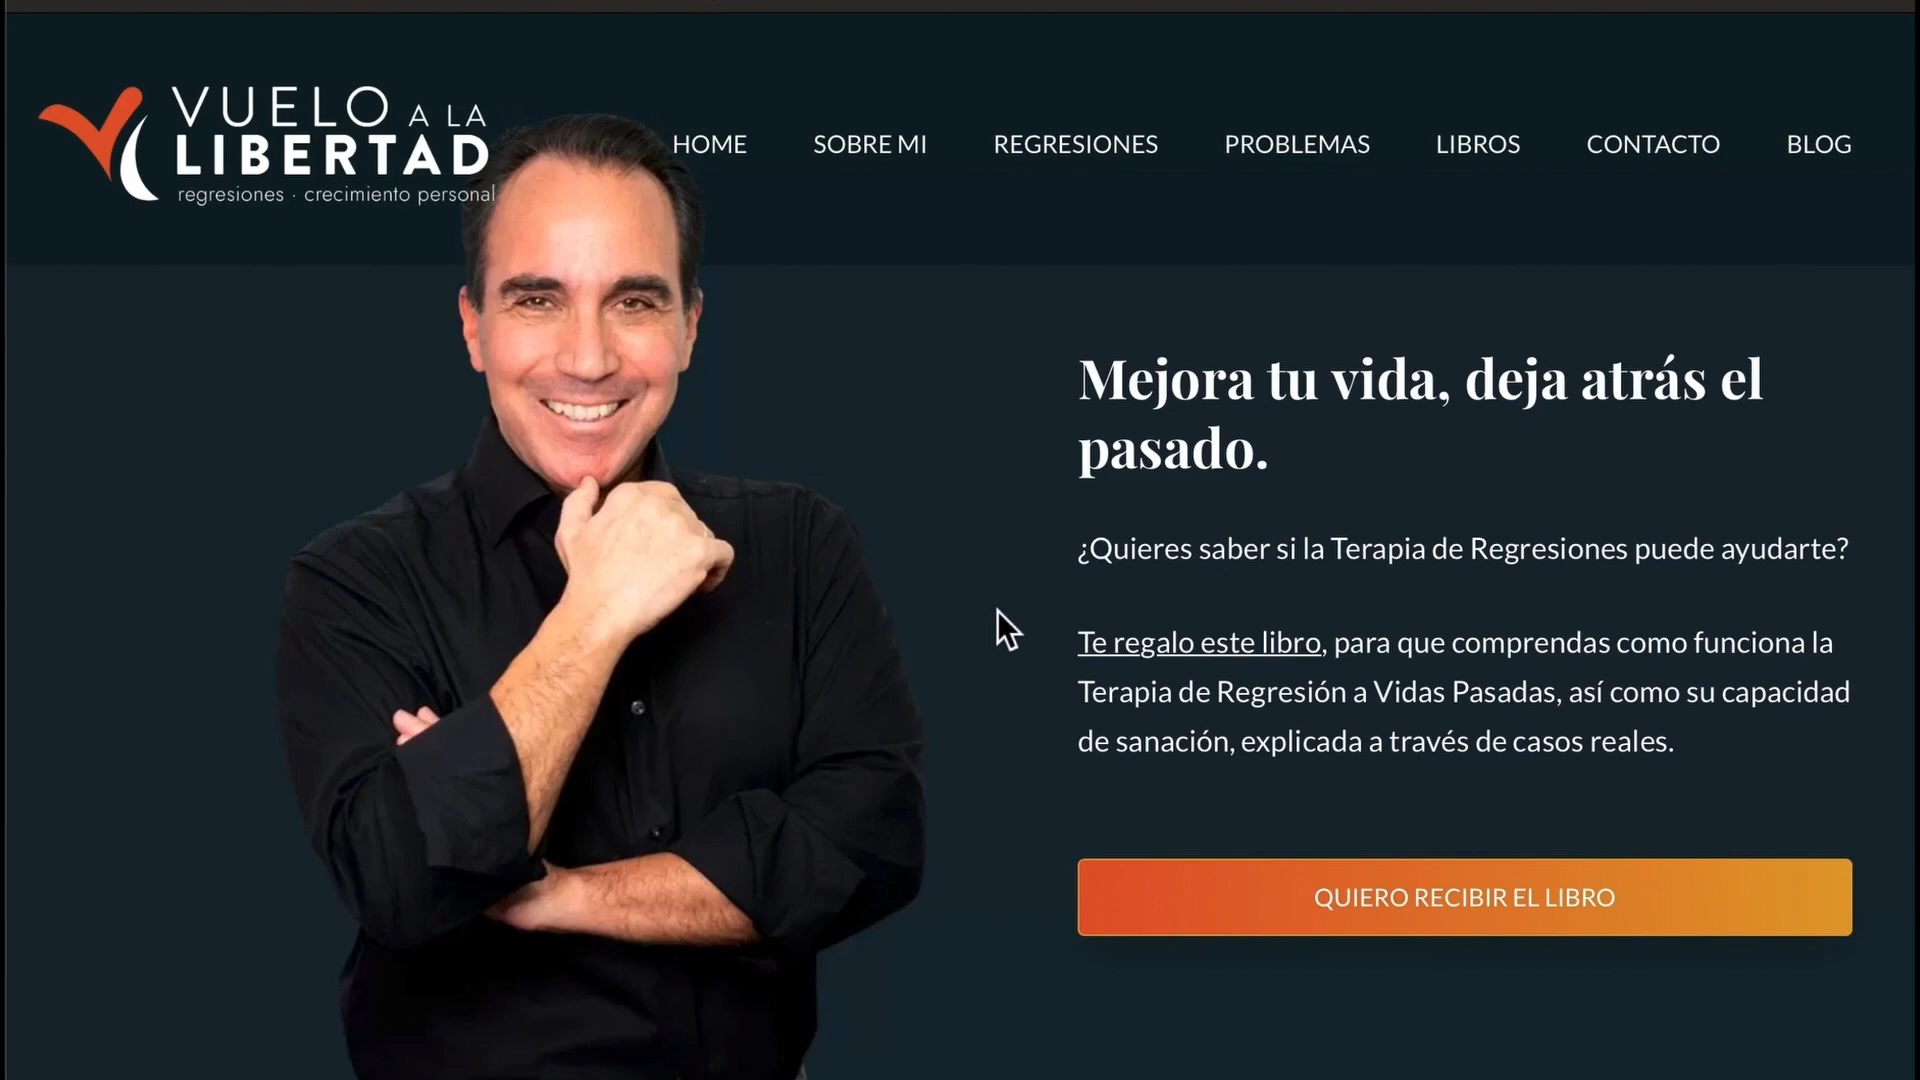 VUELO A LA
LIBERTAD
regresiones · crecimiento personal
HOME SOBRE MI REGRESIONES PROBLEMAS LIBROS CONTACTO BLOG
Mejora tu vida, deja atrás el
pasado.
¿Quieres saber si la Terapia de Regresiones puede ayudarte?
Te regalo este libro, para que comprendas como funciona la
Terapia de Regresión a Vidas Pasadas, así como su capacidad
de sanación, explicada a través de casos reales.
QUIERO RECIBIR EL LIBRO